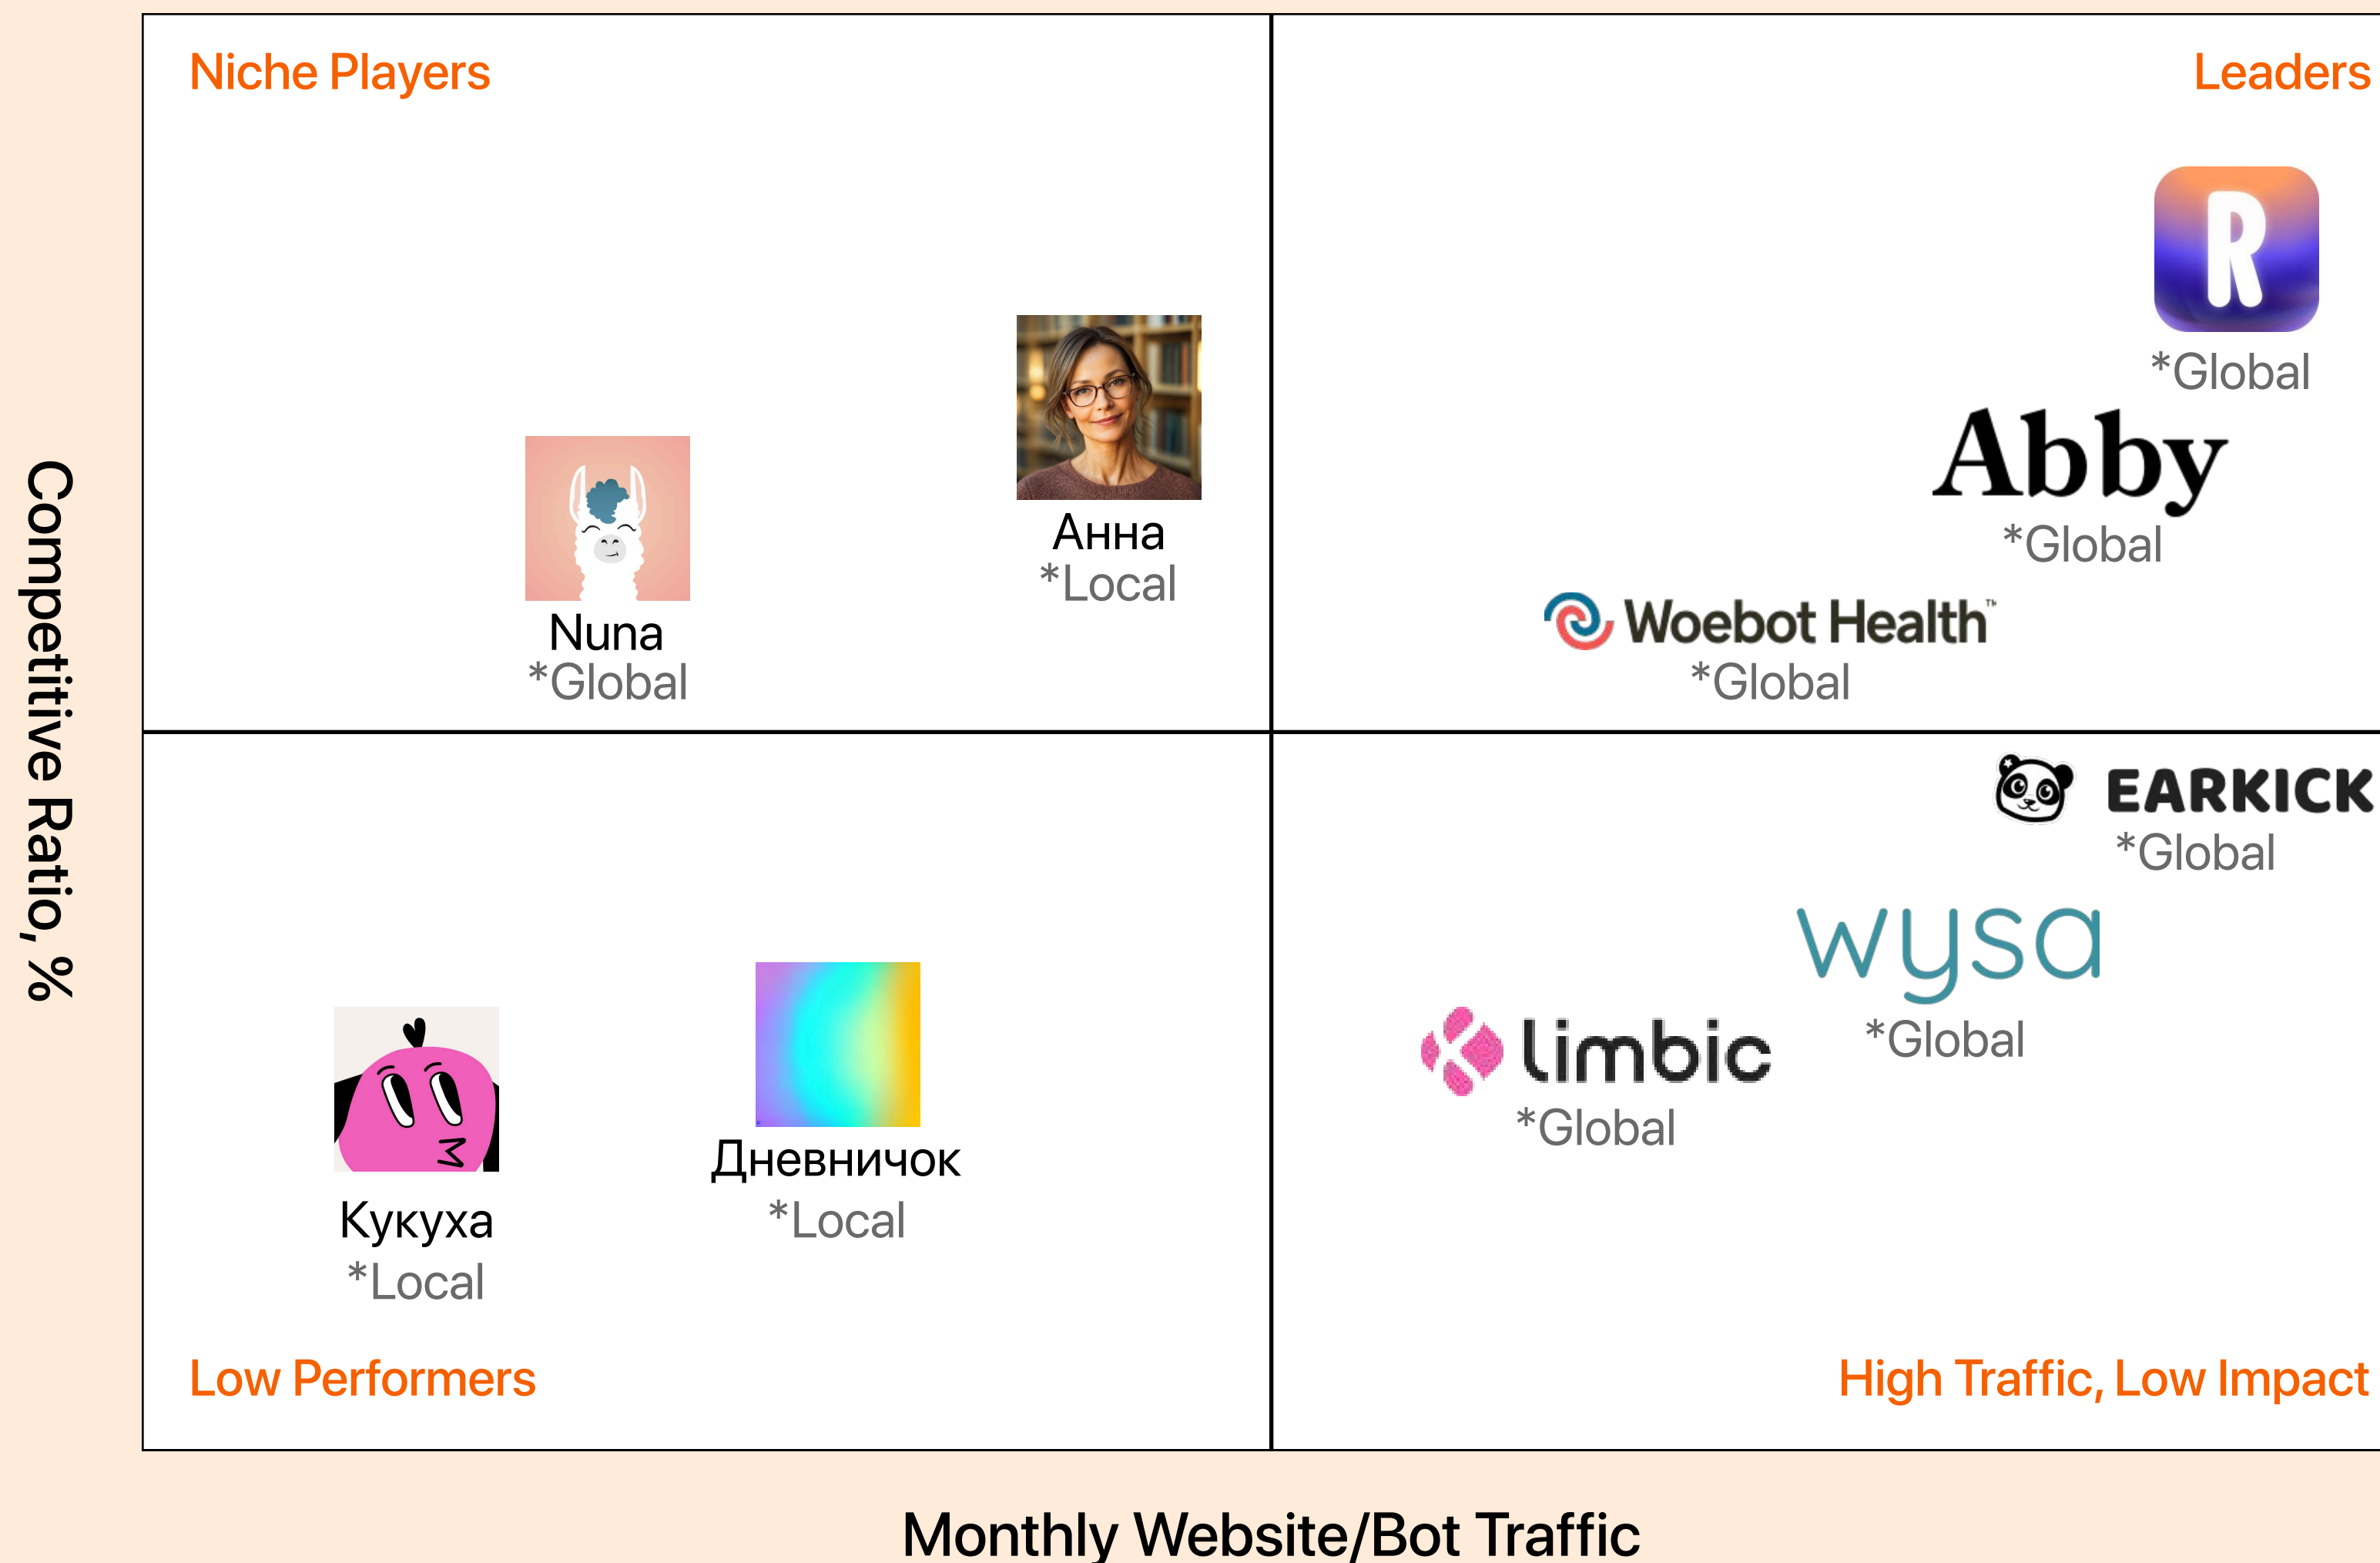 Niche Players
Leaders
R
*Global
Abby
*Global
Анна
*Local
Woebot Health™
*Global
Nuna
*Global
Competitive Ratio, %
EARKICK
*Global
wysa
*Global
limbic
*Global
Дневничок
*Local
Кукуха
*Local
Low Performers
High Traffic, Low Impact
Monthly Website/Bot Traffic